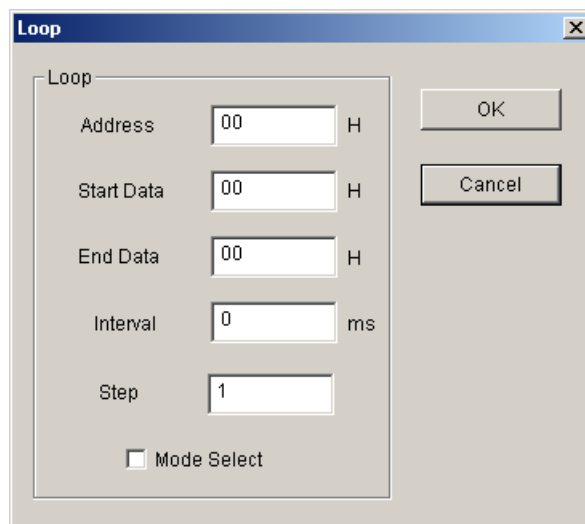 Loop
Loop
Address 00 H
OK
Start Data 00 H
Cancel
End Data 00 H
Interval 0 ms
Step 1
Mode Select